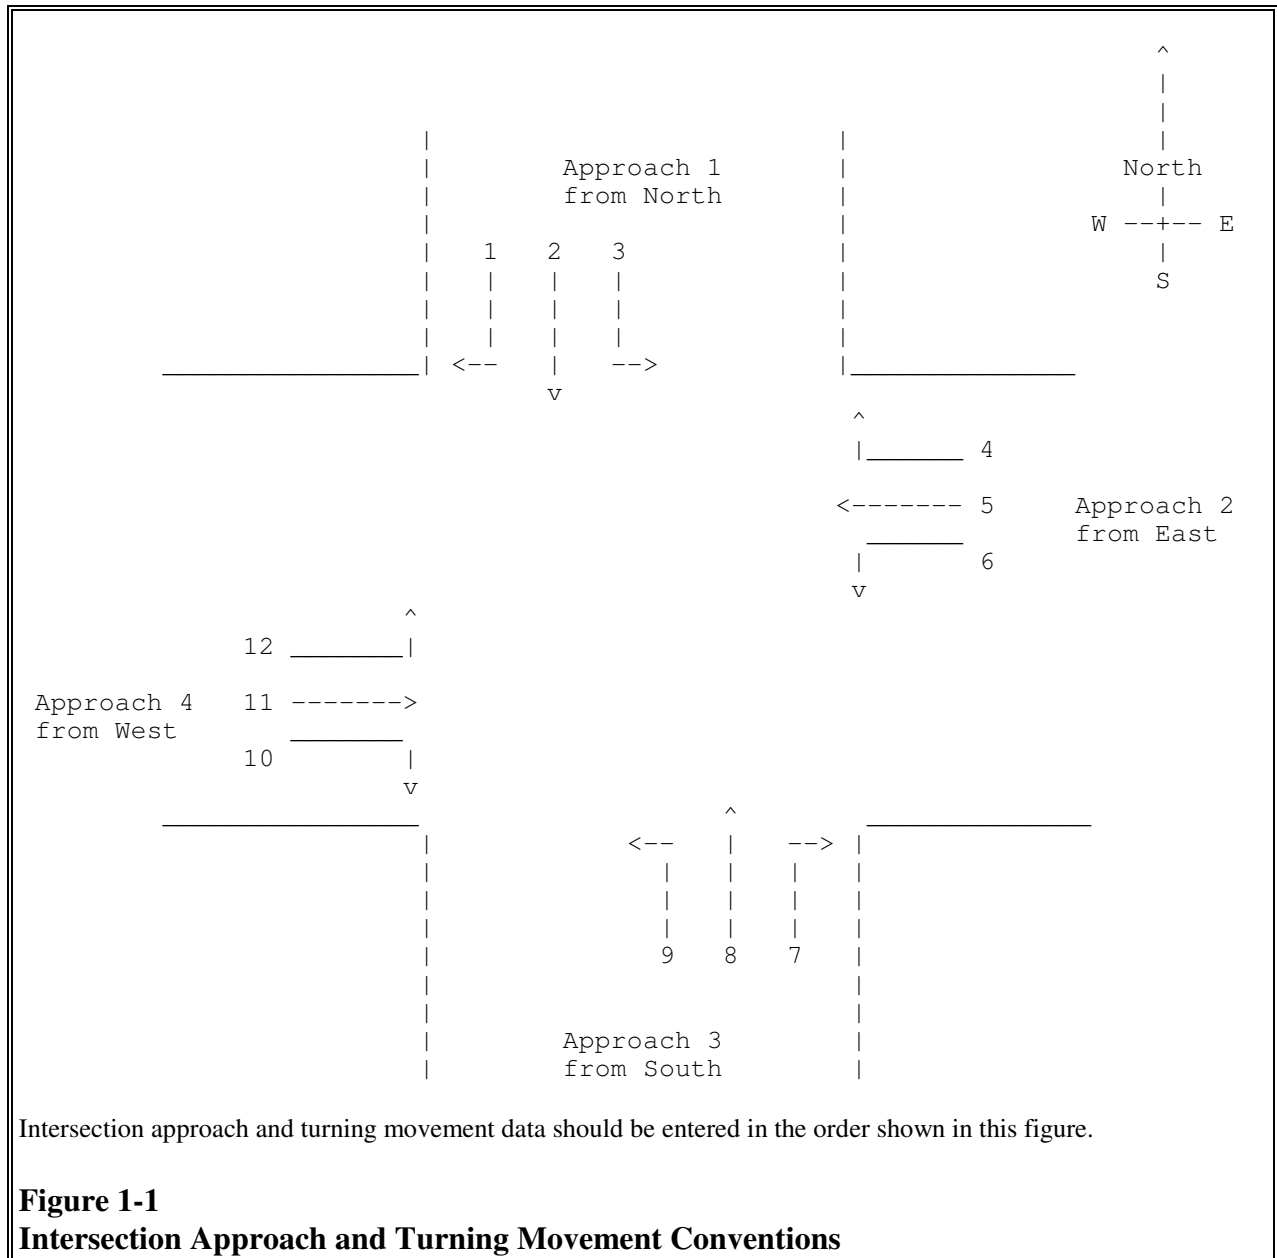 North
W E
S
Approach 1
from North
1 2 3
4
5 Approach 2
from East
6
12
Approach 4 11
from West
10
9 8 7
Approach 3
from South
Intersection approach and turning movement data should be entered in the order shown in this figure.
Figure 1-1
Intersection Approach and Turning Movement Conventions